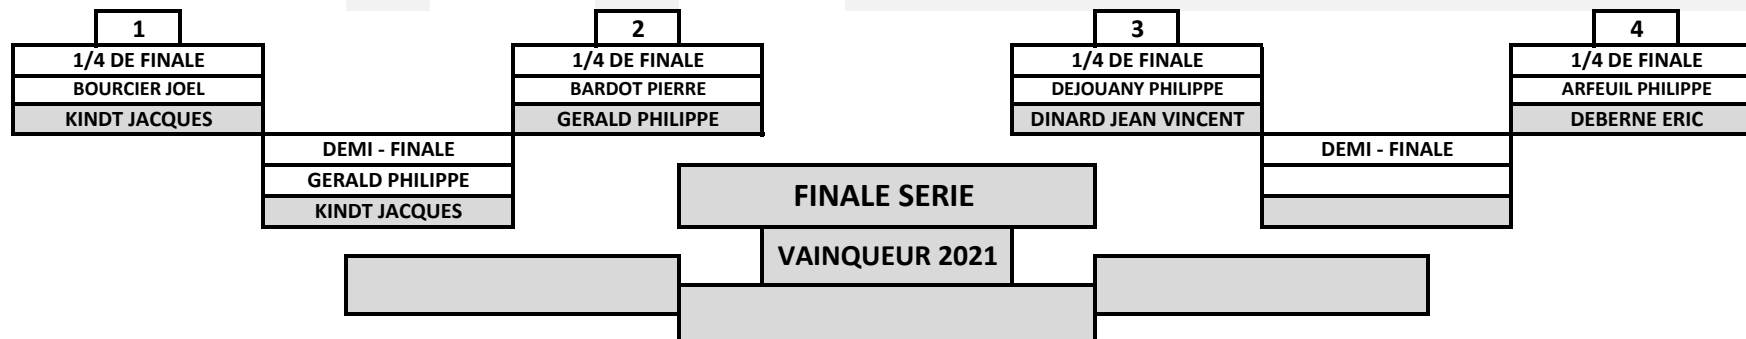 1
1/4 DE FINALE
BOURCIER JOEL
KINDT JACQUES
2
1/4 DE FINALE
BARDOT PIERRE
GERALD PHILIPPE
DEMI - FINALE
GERALD PHILIPPE
KINDT JACQUES
3
1/4 DE FINALE
DEJOUANY PHILIPPE
DINARD JEAN VINCENT
4
1/4 DE FINALE
ARFEUIL PHILIPPE
DEBERNE ERIC
DEMI - FINALE
FINALE SERIE
VAINQUEUR 2021